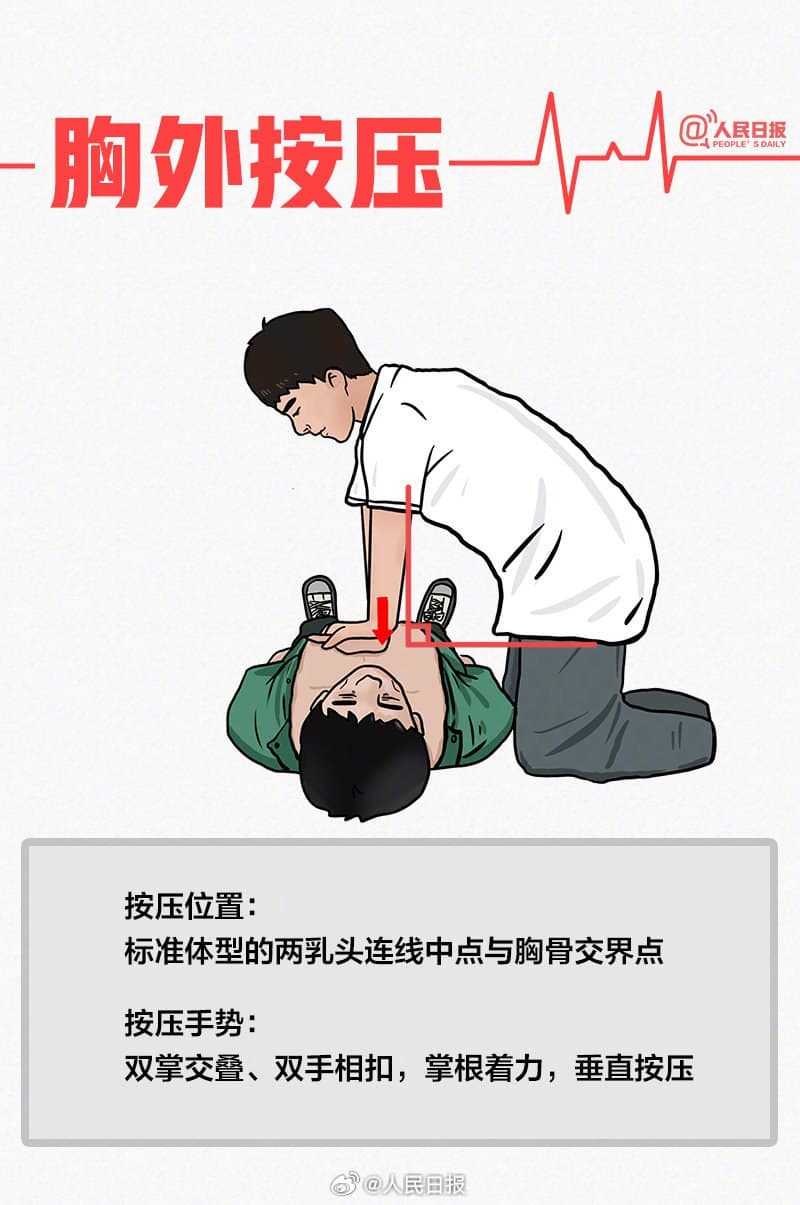 胸外按压
@人民日报
PEOPLE'S DAILY
按压位置：
标准体型的两乳头连线中点与胸骨交界点
按压手势：
双掌交叠、双手相扣，掌根着力，垂直按压
@人民日报